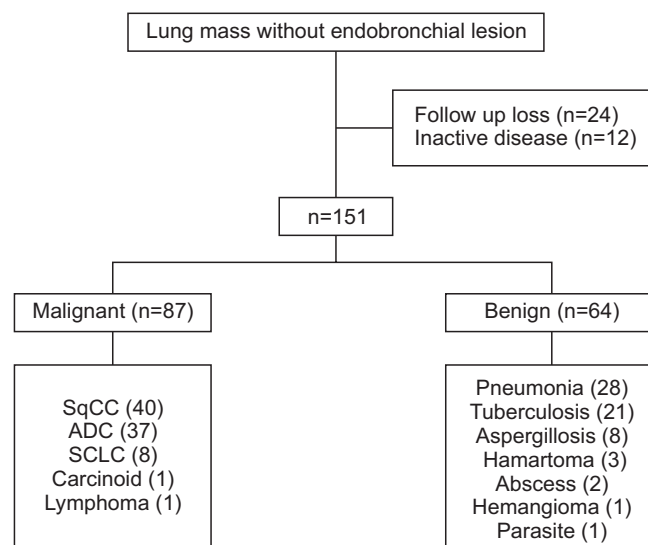 Lung mass without endobronchial lesion
Follow up loss (n=24)
Inactive disease (n=12)
n=151
Malignant (n=87)
Benign (n=64)
SqCC (40)
ADC (37)
SCLC (8)
Carcinoid (1)
Lymphoma (1)
Pneumonia (28)
Tuberculosis (21)
Aspergillosis (8)
Hamartoma (3)
Abscess (2)
Hemangioma (1)
Parasite (1)